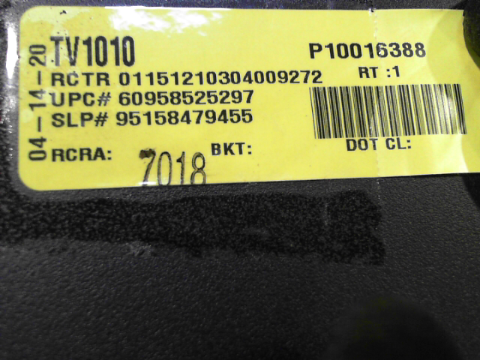 04-14-20
TV1010 P10016388
RCTR 01151210304009272 RT :1
UPC# 60958525297
SLP# 95158479455
RCRA: 7018 BKT: DOT CL: